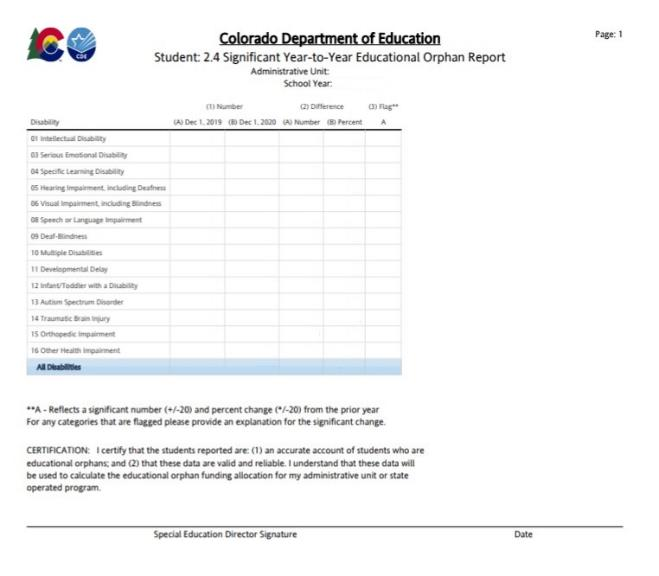 Page: 1
CDE
Colorado Department of Education
Student: 2.4 Significant Year-to-Year Educational Orphan Report
Administrative Unit:
School Year:
(1) Number (2) Difference (3) Flag**
Disability (A) Dec 1, 2019 (B) Dec 1, 2020 (A) Number (B) Percent A
01 Intellectual Disability
03 Serious Emotional Disability
04 Specific Learning Disability
05 Hearing Impairment, including Deafness
06 Visual Impairment, including Blindness
08 Speech or Language Impairment
09 Deaf-Blindness
10 Multiple Disabilities
11 Developmental Delay
12 Infant/Toddler with a Disability
13 Autism Spectrum Disorder
14 Traumatic Brain Injury
15 Orthopedic Impairment
16 Other Health Impairment
All Disabilities
**A - Reflects a significant number (+/-20) and percent change (*/-20) from the prior year
For any categories that are flagged please provide an explanation for the significant change.
CERTIFICATION: I certify that the students reported are: (1) an accurate account of students who are
educational orphans; and (2) that these data are valid and reliable. I understand that these data will
be used to calculate the educational orphan funding allocation for my administrative unit or state
operated program.
Special Education Director Signature Date